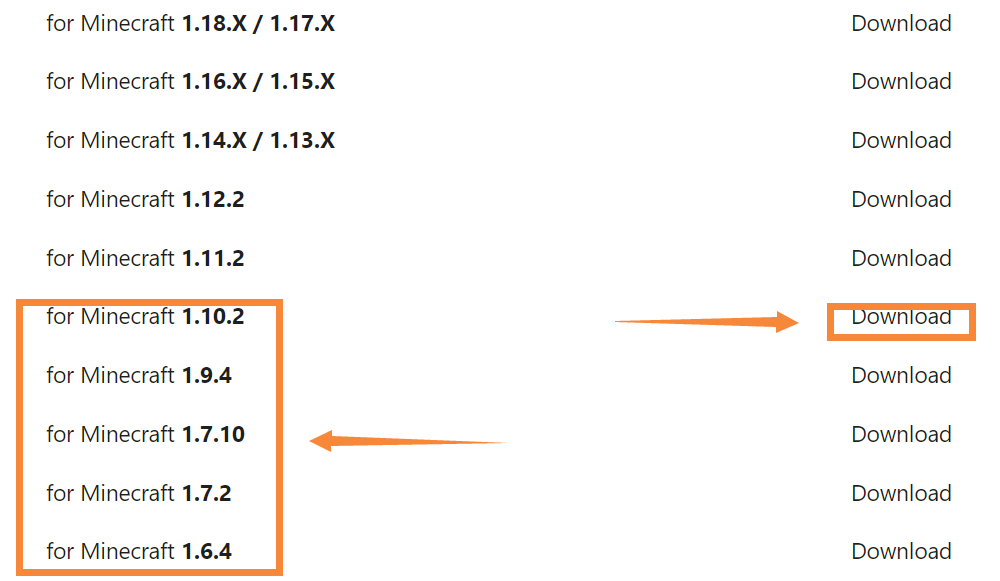 for Minecraft 1.18.X / 1.17.X Download
for Minecraft 1.16.X / 1.15.X Download
for Minecraft 1.14.X / 1.13.X Download
for Minecraft 1.12.2 Download
for Minecraft 1.11.2 Download
for Minecraft 1.10.2 Download
for Minecraft 1.9.4 Download
for Minecraft 1.7.10 Download
for Minecraft 1.7.2 Download
for Minecraft 1.6.4 Download